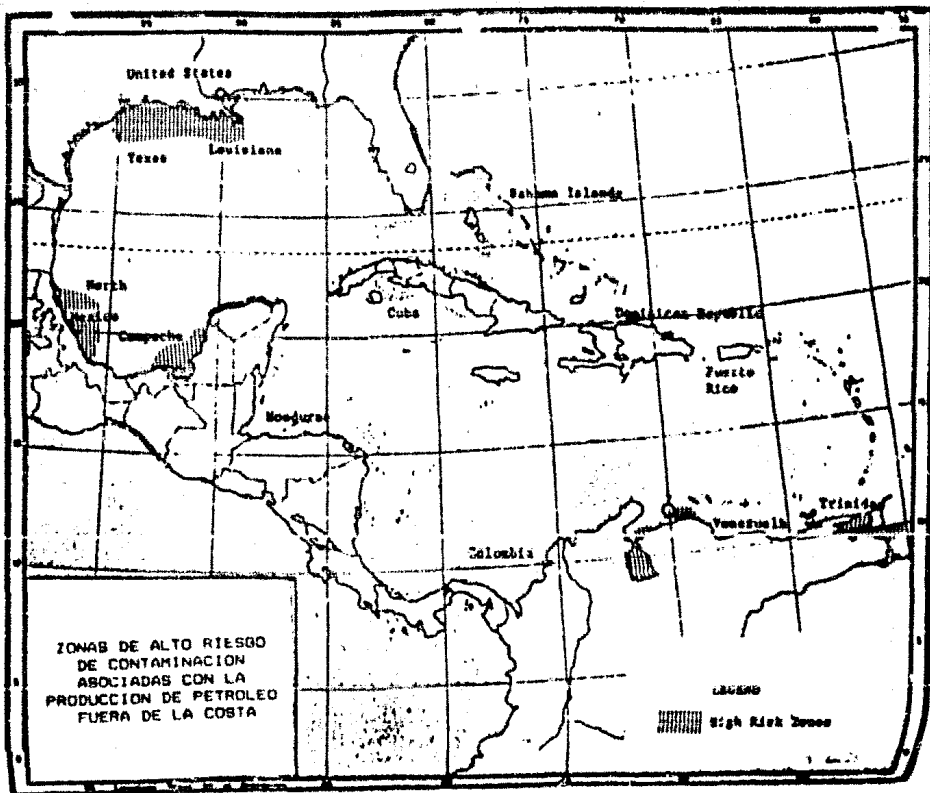 United States
Texas
Louisiana
Bahama Islands
North
Mexico
Campeche
Cuba
Dominican Republic
Puerto
Rico
Honduras
Trinidad
Venezuela
Colombia
ZONAS DE ALTO RIESGO
DE CONTAMINACION
ASOCIADAS CON LA
PRODUCCION DE PETROLEO
FUERA DE LA COSTA
LEGEND
High Risk Zones